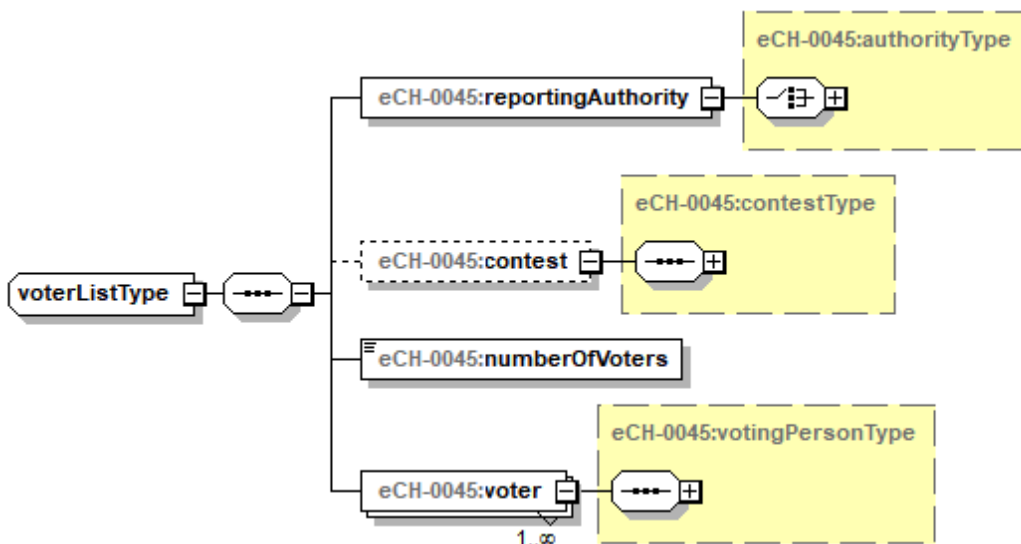 eCH-0045:authorityType
eCH-0045:reportingAuthority
eCH-0045:contestType
eCH-0045:contest
voterListType
eCH-0045:numberOfVoters
eCH-0045:votingPersonType
eCH-0045:voter
1..∞